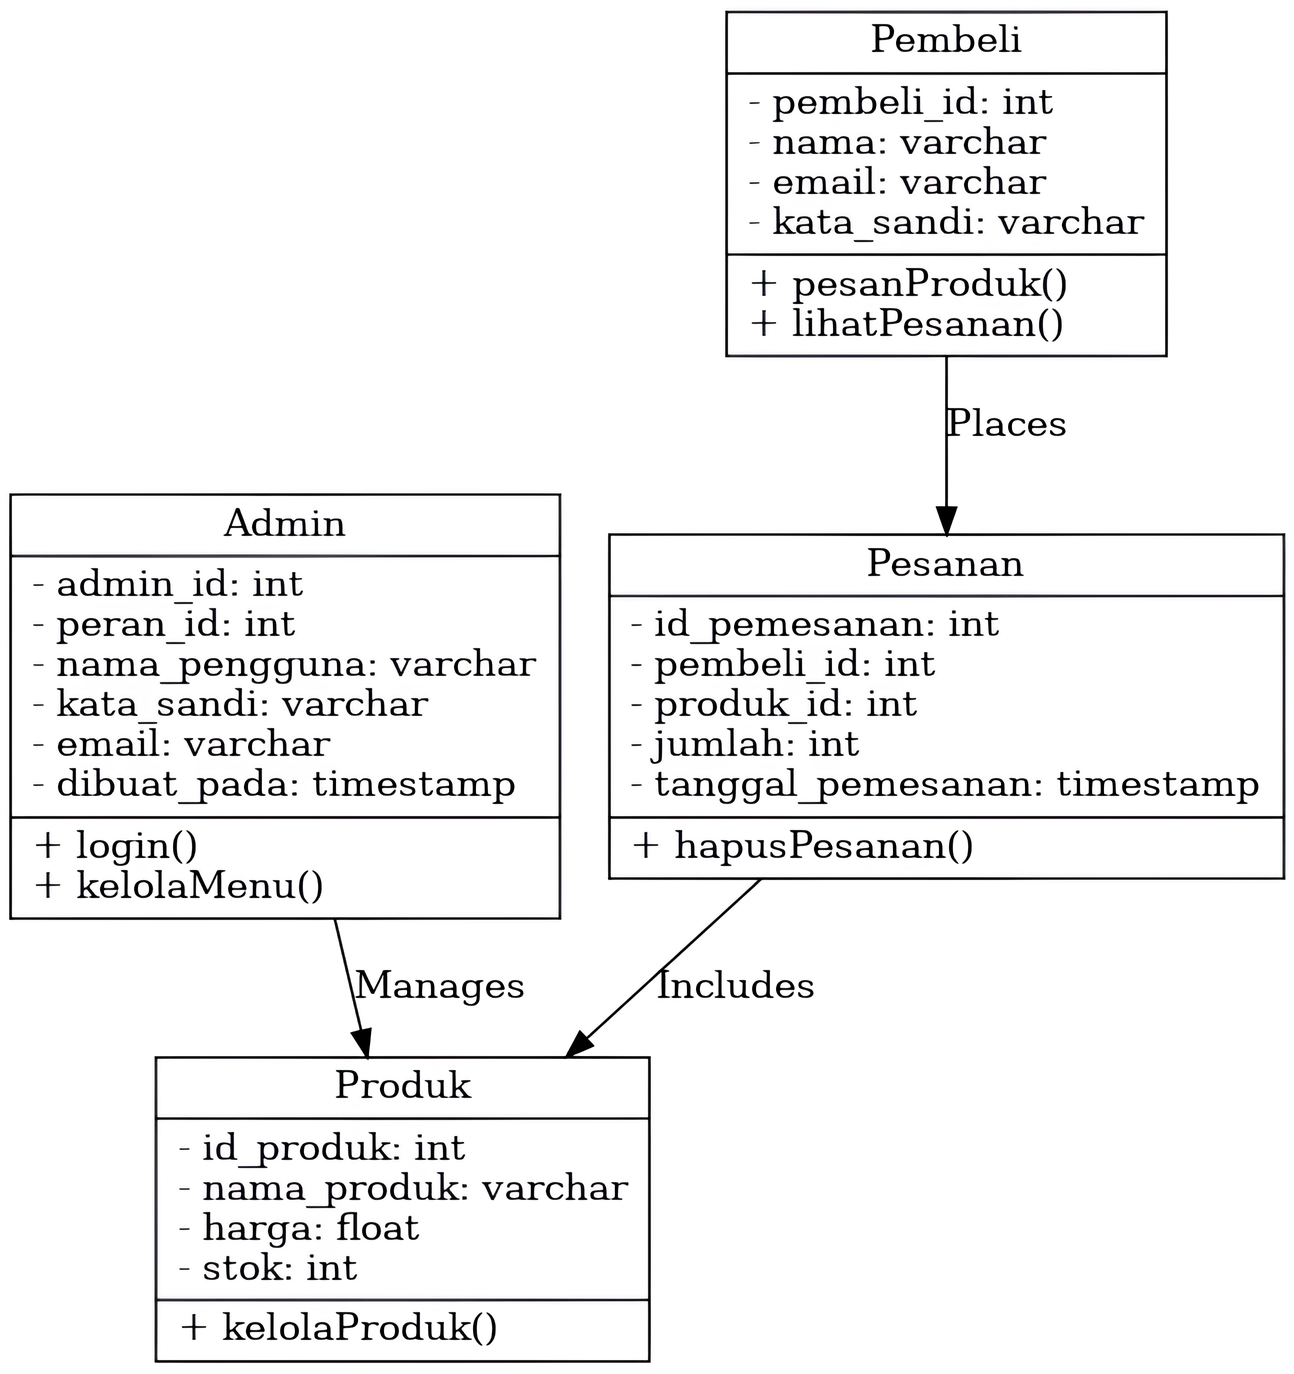 Pembeli
- pembeli_id: int
- nama: varchar
- email: varchar
- kata_sandi: varchar
+ pesanProduk()
+ lihatPesanan()
Places
Admin
- admin_id: int
- peran_id: int
- nama_pengguna: varchar
- kata_sandi: varchar
- email: varchar
- dibuat_pada: timestamp
+ login()
+ kelolaMenu()
Pesanan
- id_pemesanan: int
- pembeli_id: int
- produk_id: int
- jumlah: int
- tanggal_pemesanan: timestamp
+ hapusPesanan()
Manages
Includes
Produk
- id_produk: int
- nama_produk: varchar
- harga: float
- stok: int
+ kelolaProduk()